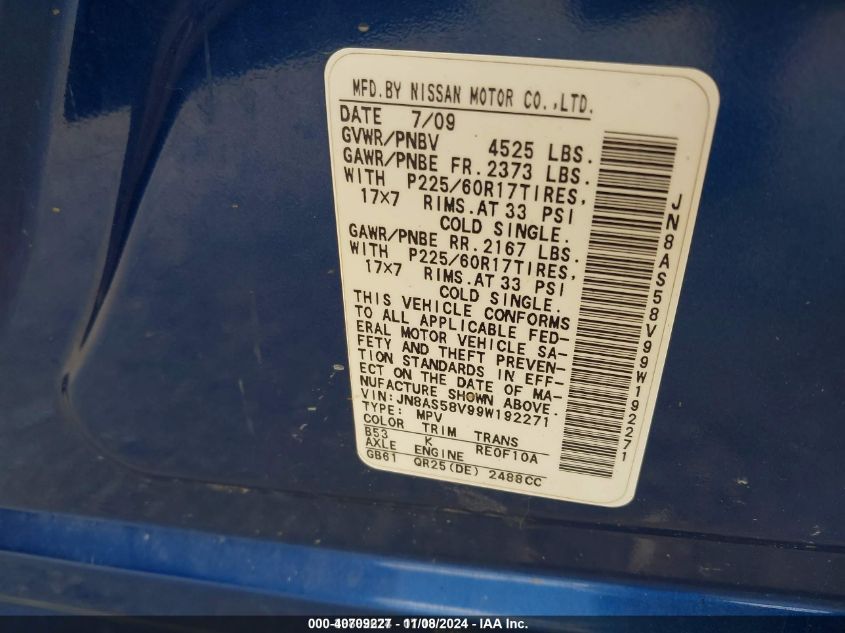 MFD.BY NISSAN MOTOR CO.,LTD.
DATE 7/09
GVWR/PNBV 4525 LBS.
GAWR/PNBE FR.2373 LBS.
WITH P225/60R17TIRES,
17×7 RIMS.AT 33 PSI
COLD SINGLE.
GAWR/PNBE RR.2167 LBS.
WITH P225/60R17TIRES,
17×7 RIMS.AT 33 PSI
COLD SINGLE.
THIS VEHICLE CONFORMS
TO ALL APPLICABLE FED-
ERAL MOTOR VEHICLE SA-
FETY AND THEFT PREVEN-
TION STANDARDS IN EFF-
ECT ON THE DATE OF MA-
NUFACTURE SHOWN ABOVE.
VIN:JN8AS58V99W192271
TYPE: MPV
COLOR TRIM TRANS
B53 K RE0F10A
AXLE ENGINE
GB61 QR25(DE) 2488CC
JN8AS58V99W192271
11/08/2024 - IAA Inc.